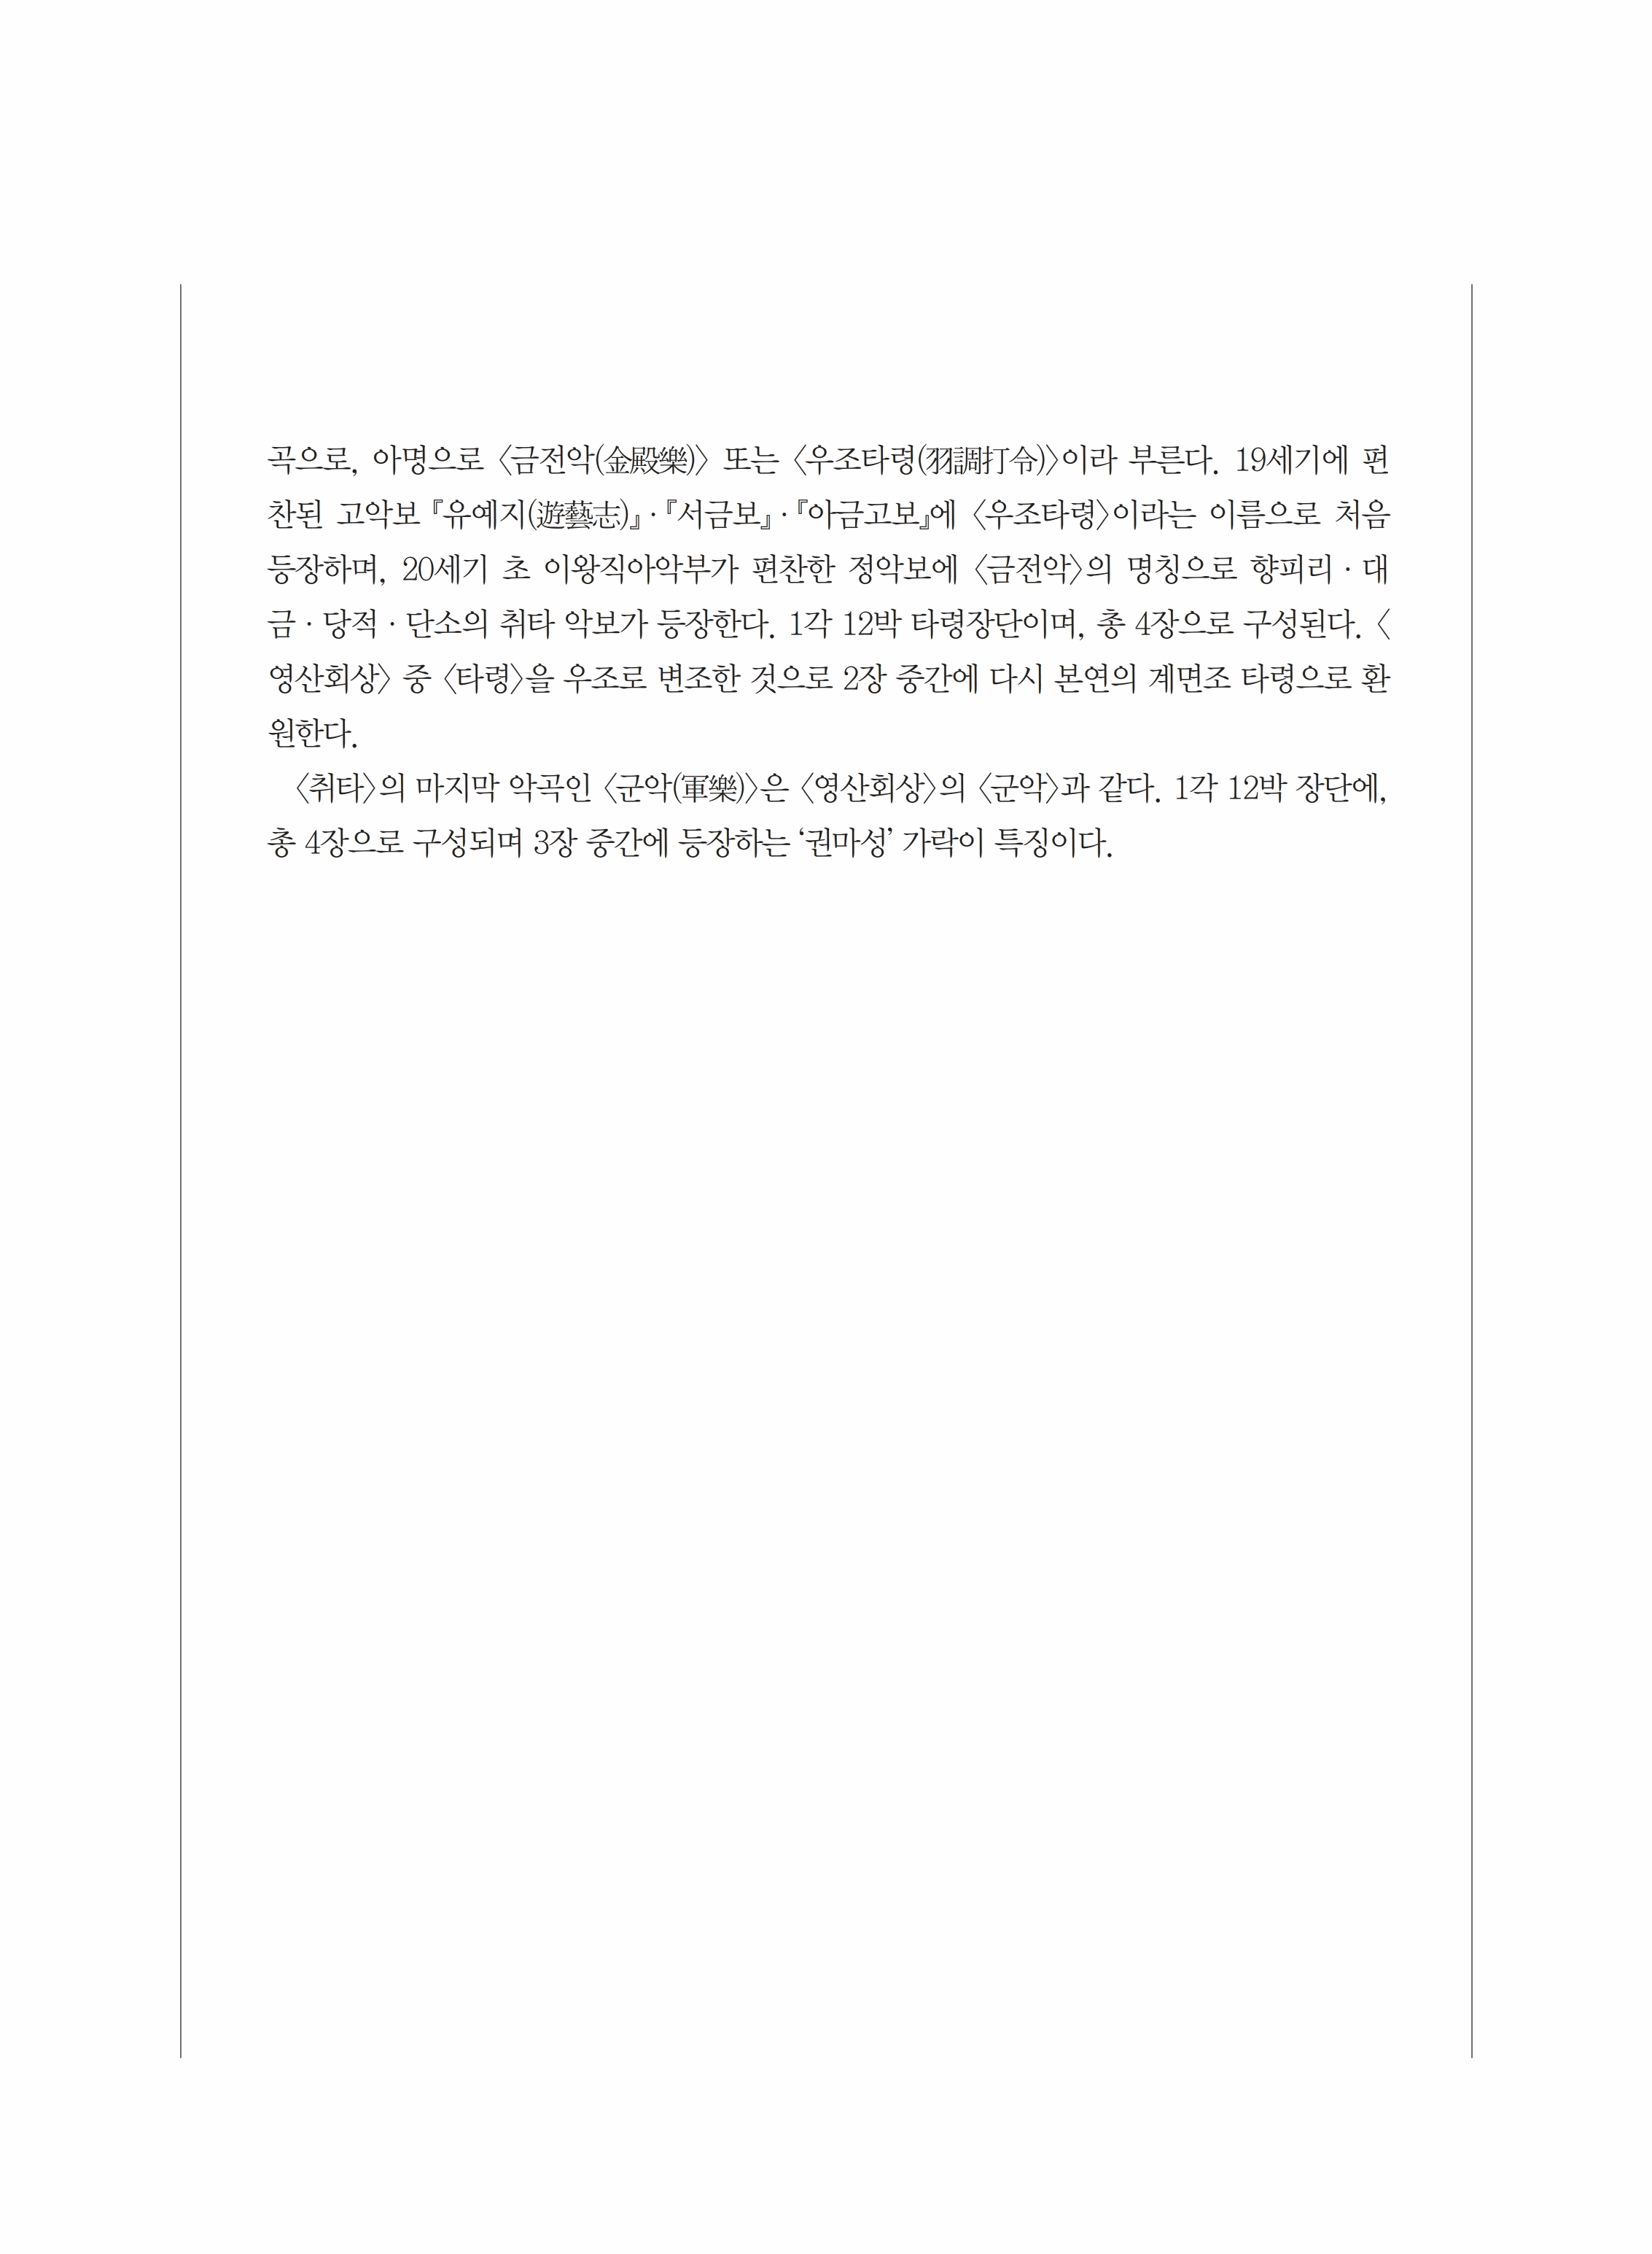 곡으로, 아명으로 〈금전악(金殿樂)〉 또는 〈우조타령(羽調打令)〉이라 부른다. 19세기에 편
찬된 고악보 『유예지(遊藝志)』·『서금보』·『아금고보』에 〈우조타령〉이라는 이름으로 처음
등장하며, 20세기 초 이왕직아악부가 편찬한 정악보에 〈금전악〉의 명칭으로 향피리·대
금·당적·단소의 취타 악보가 등장한다. 1각 12박 타령장단이며, 총 4장으로 구성된다. 〈
영산회상〉 중 〈타령〉을 우조로 변조한 것으로 2장 중간에 다시 본연의 계면조 타령으로 환
원한다.
〈취타〉의 마지막 악곡인 〈군악(軍樂)〉은 〈영산회상〉의 〈군악〉과 같다. 1각 12박 장단에,
총 4장으로 구성되며 3장 중간에 등장하는 ‘권마성’ 가락이 특징이다.